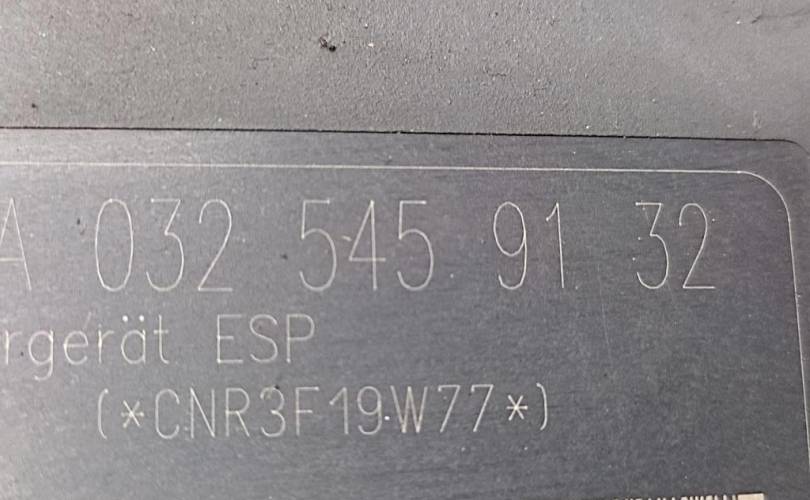 A 032 545 91 32
rgerät ESP
(*CNR3F19W77*)